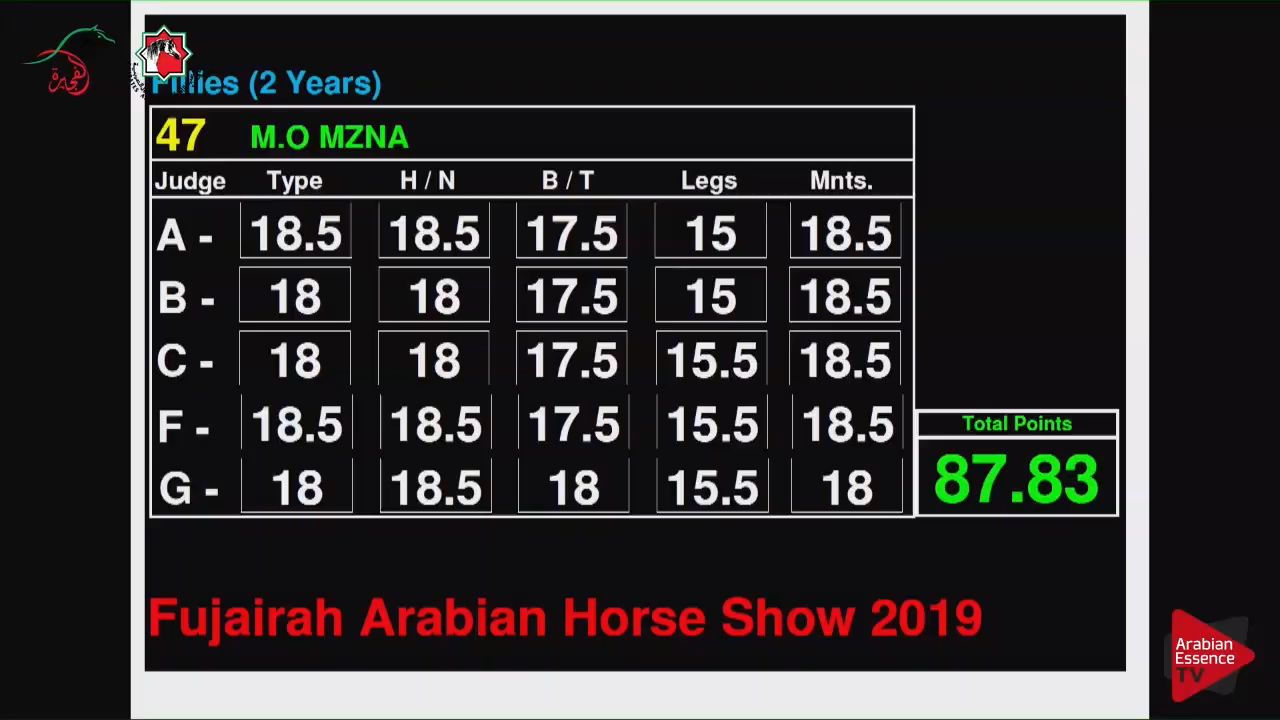 الفجيرة
Fillies (2 Years)
47 M.O MZNA
Judge Type H / N B / T Legs Mnts.
A - 18.5 18.5 17.5 15 18.5
B - 18 18 17.5 15 18.5
C - 18 18 17.5 15.5 18.5
F - 18.5 18.5 17.5 15.5 18.5
G - 18 18.5 18 15.5 18
Total Points
87.83
Fujairah Arabian Horse Show 2019
Arabian
Essence
TV